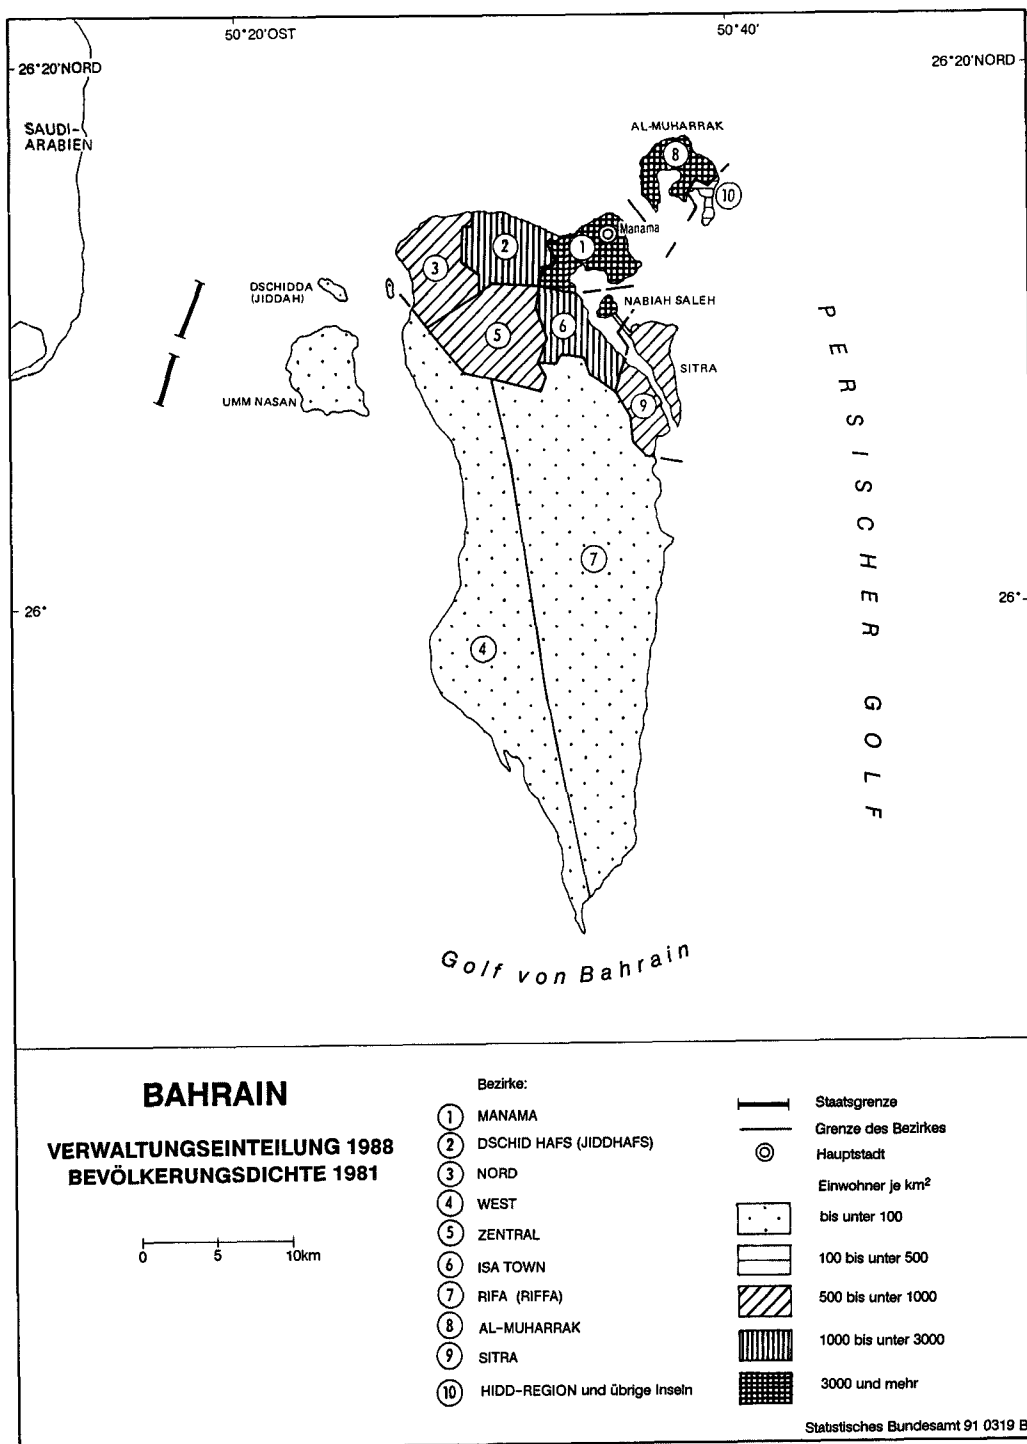 50°20'OST
50°40'
26°20'NORD
26°20'NORD
SAUDI-
ARABIEN
AL-MUHARRAK
8
10
Manama
1
2
3
DSCHIDDA
(JIDDAH)
NABIAH SALEH
6
5
SITRA
UMM NASAN
9
PERSISCHER GOLF
7
26°
26°
4
Golf von Bahrain
BAHRAIN
VERWALTUNGSEINTEILUNG 1988
BEVÖLKERUNGSDICHTE 1981
0 5 10km
Bezirke:
1 MANAMA
2 DSCHID HAFS (JIDDHAFS)
3 NORD
4 WEST
5 ZENTRAL
6 ISA TOWN
7 RIFA (RIFFA)
8 AL-MUHARRAK
9 SITRA
10 HIDD-REGION und übrige Inseln
Staatsgrenze
Grenze des Bezirkes
Hauptstadt
Einwohner je km²
bis unter 100
100 bis unter 500
500 bis unter 1000
1000 bis unter 3000
3000 und mehr
Statistisches Bundesamt 91 0319 B